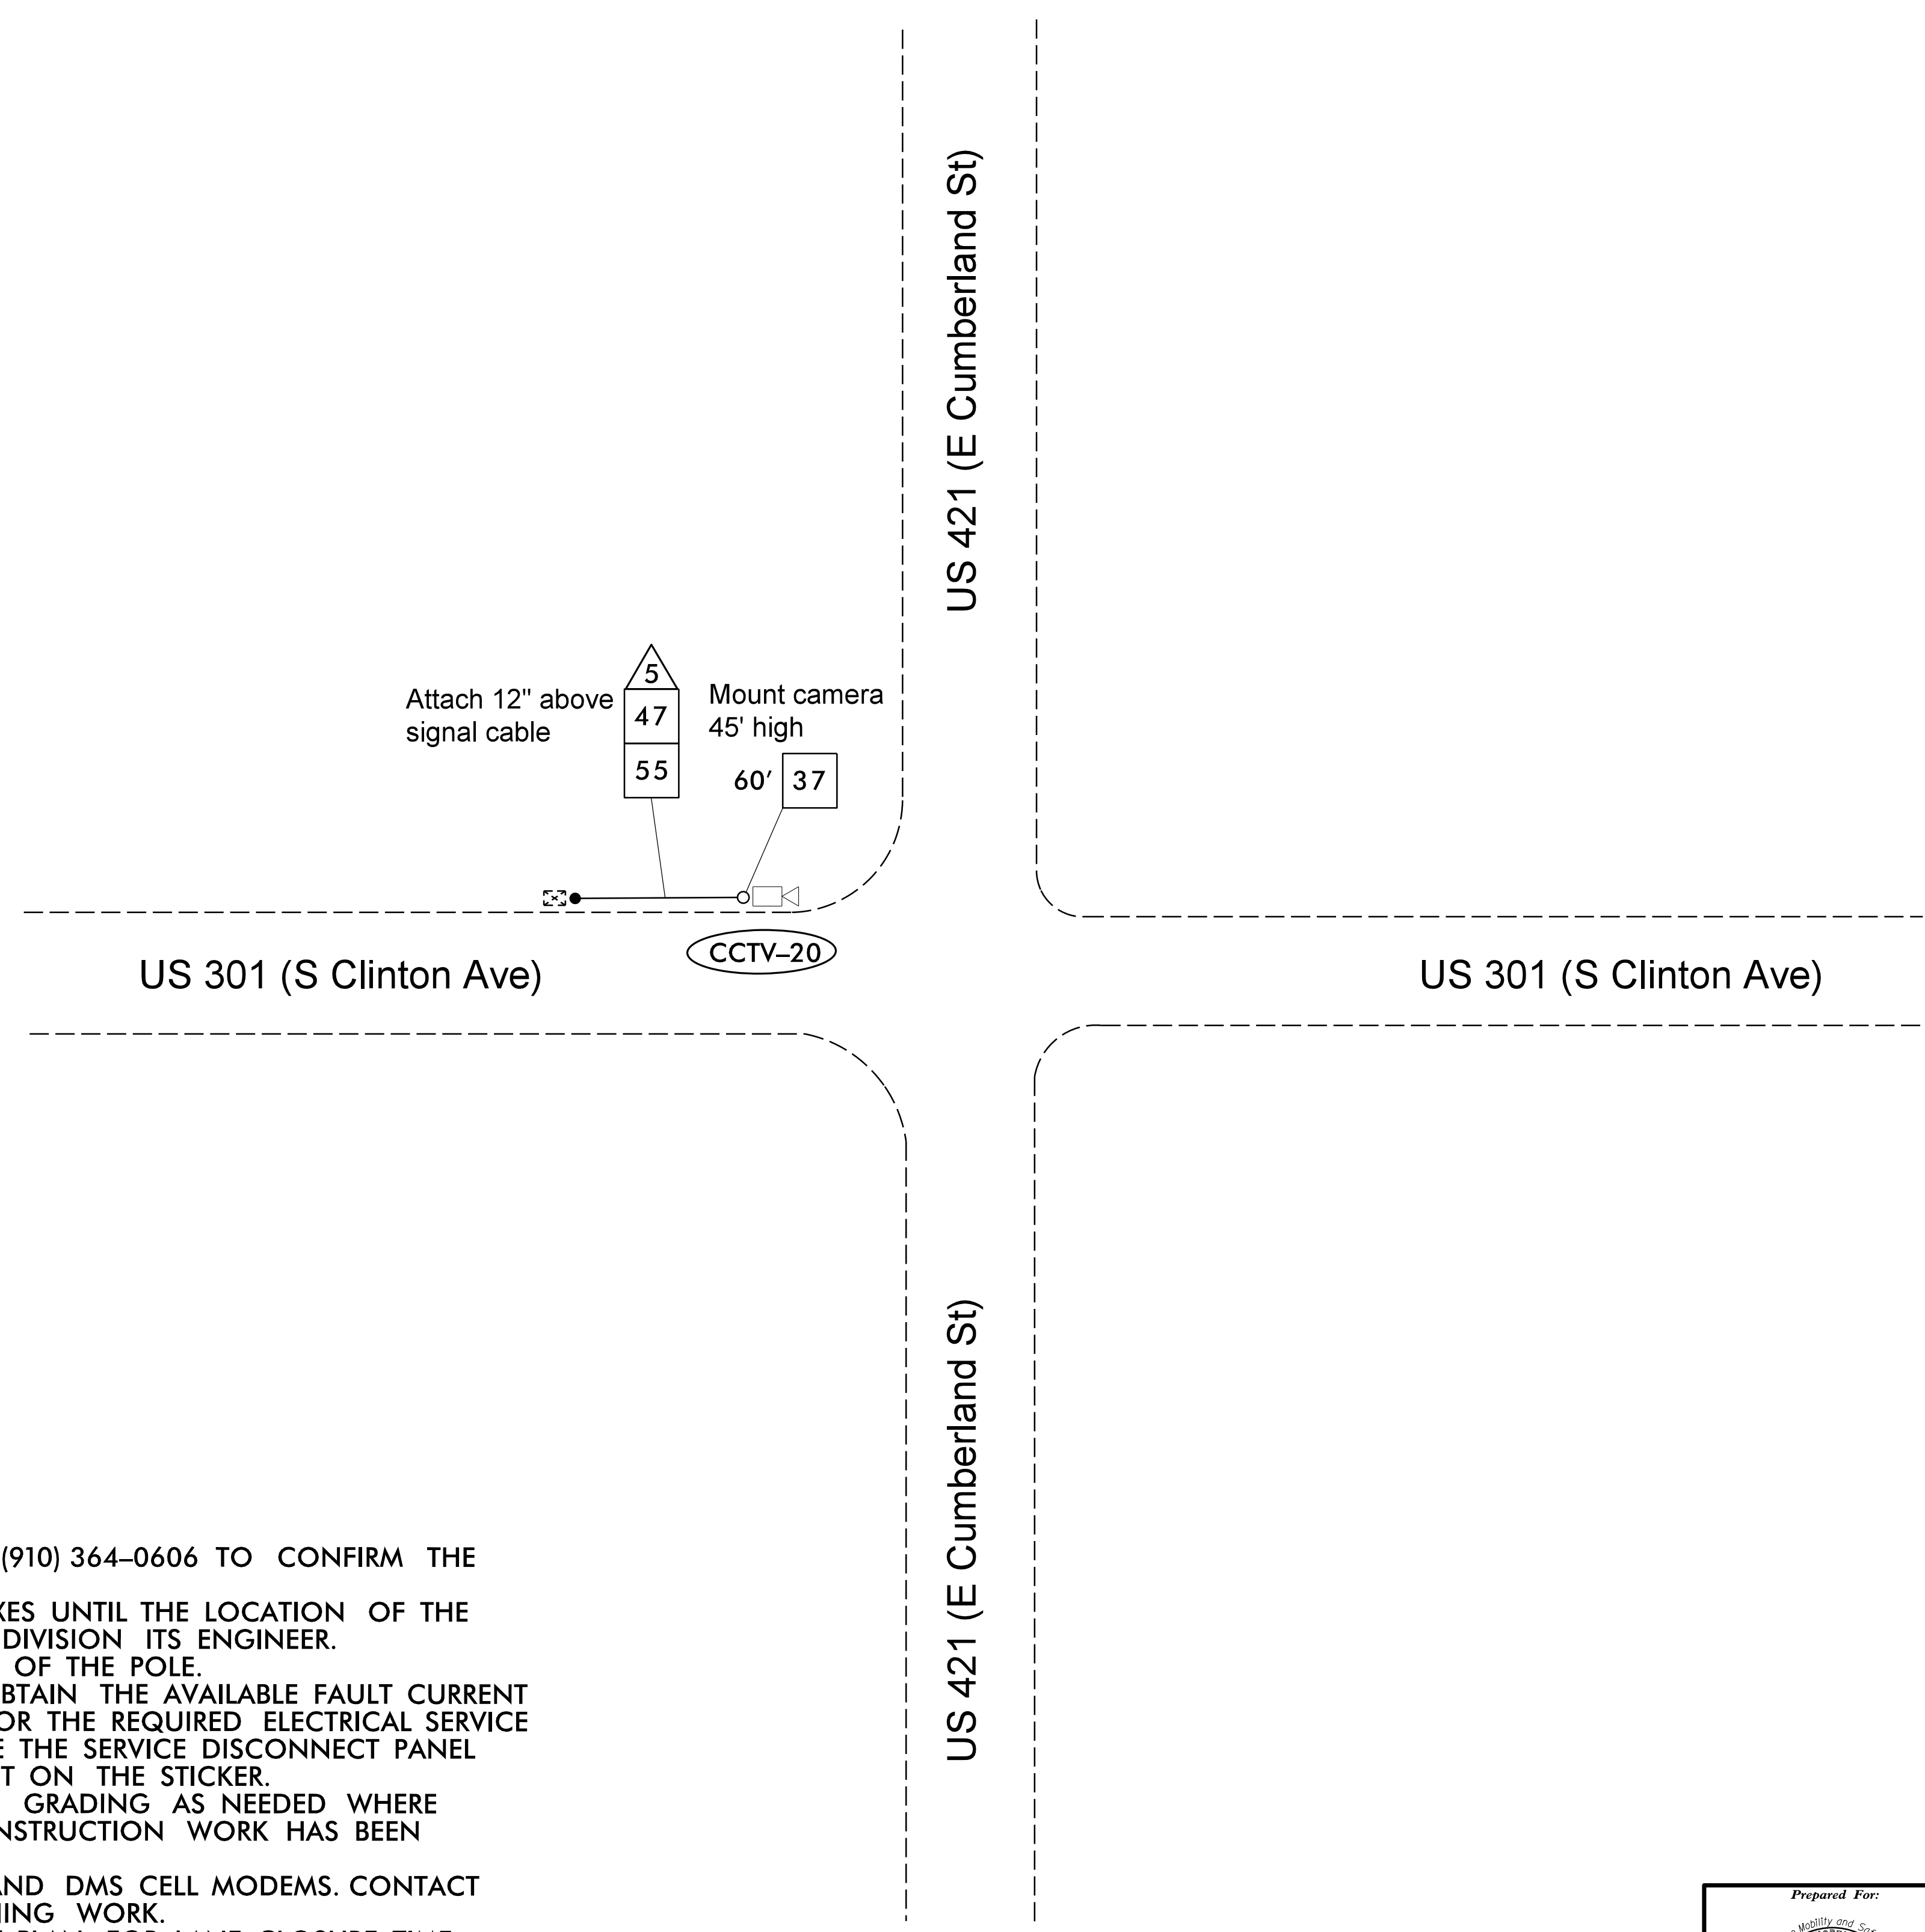 US 421 (E Cumberland St)
5
47
55
Attach 12" above
signal cable
Mount camera
45' high
60' 37
CCTV–20
US 301 (S Clinton Ave)
US 301 (S Clinton Ave)
US 421 (E Cumberland St)
(910) 364–0606 TO CONFIRM THE
UNTIL THE LOCATION OF THE
DIVISION ITS ENGINEER.
OF THE POLE.
BTAIN THE AVAILABLE FAULT CURRENT
OR THE REQUIRED ELECTRICAL SERVICE
THE SERVICE DISCONNECT PANEL
T ON THE STICKER.
GRADING AS NEEDED WHERE
NSTRUCTION WORK HAS BEEN
AND DMS CELL MODEMS. CONTACT
WORK.
Prepared For:
Mobility and